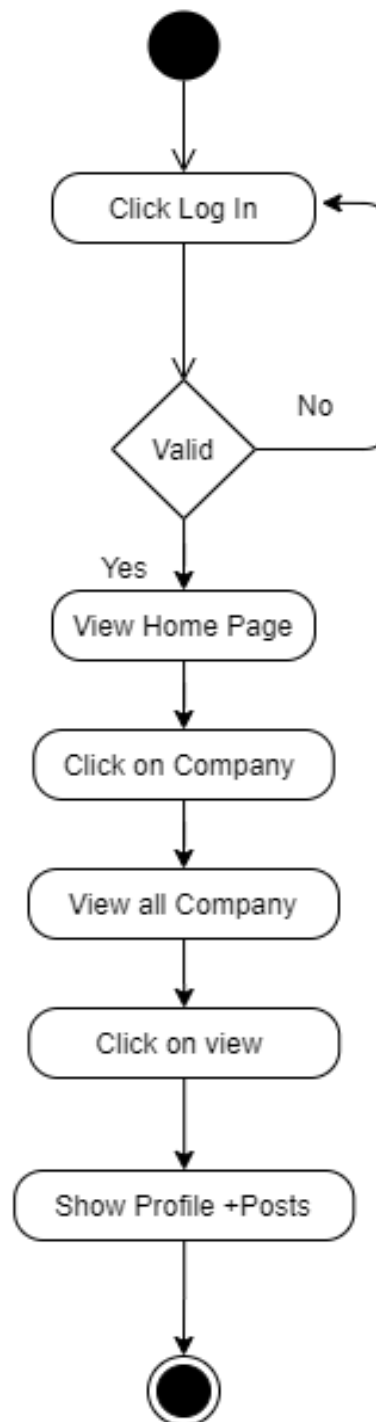 Click Log In
Valid
No
Yes
View Home Page
Click on Company
View all Company
Click on view
Show Profile +Posts